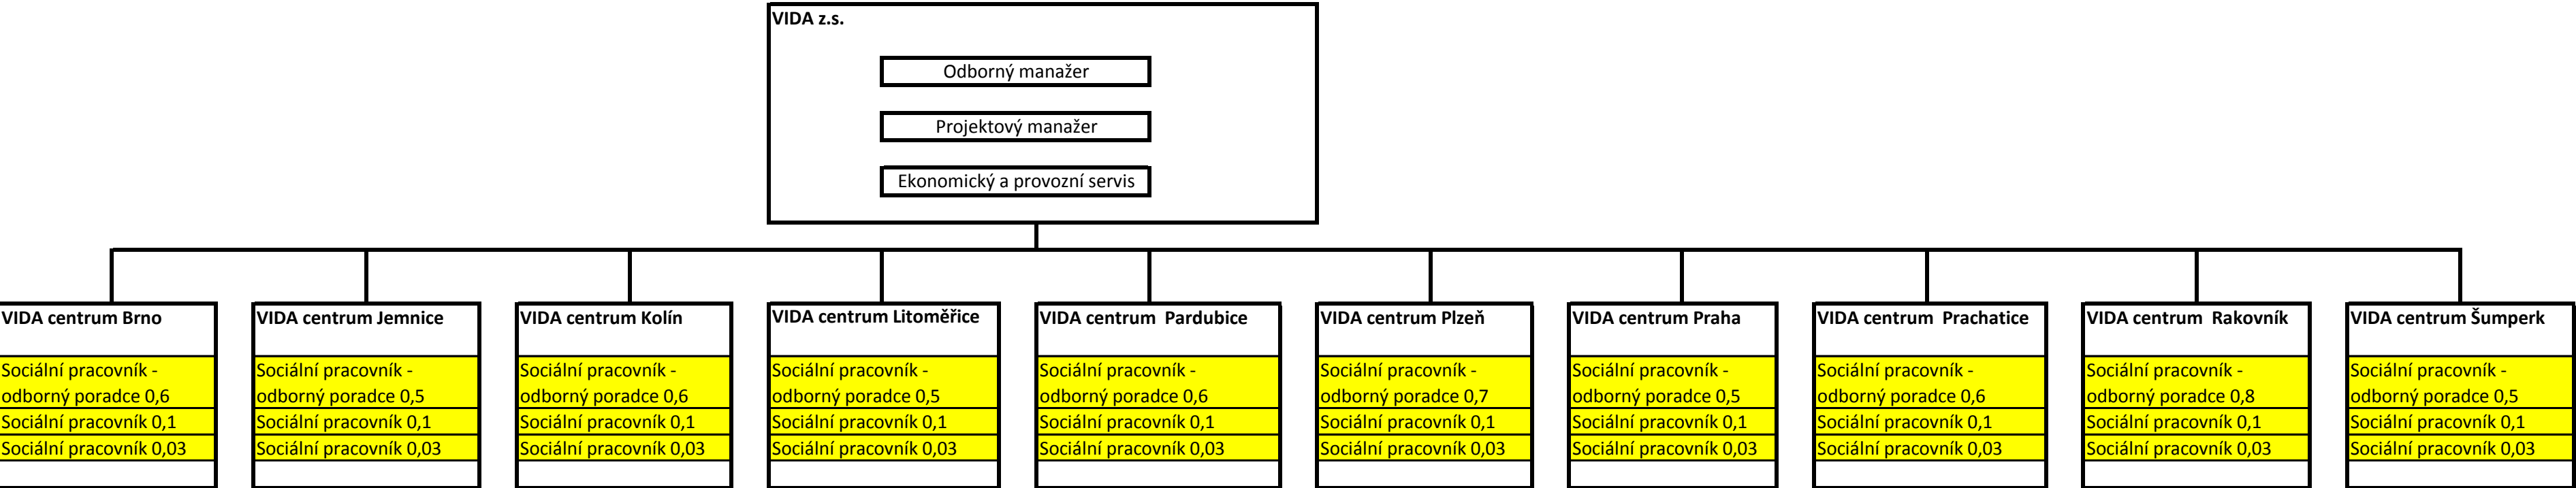 VIDA z.s.
Odborný manažer
Projektový manažer
Ekonomický a provozní servis
VIDA centrum Brno
Sociální pracovník -
odborný poradce 0,6
Sociální pracovník 0,1
Sociální pracovník 0,03
VIDA centrum Jemnice
Sociální pracovník -
odborný poradce 0,5
Sociální pracovník 0,1
Sociální pracovník 0,03
VIDA centrum Kolín
Sociální pracovník -
odborný poradce 0,6
Sociální pracovník 0,1
Sociální pracovník 0,03
VIDA centrum Litoměřice
Sociální pracovník -
odborný poradce 0,5
Sociální pracovník 0,1
Sociální pracovník 0,03
VIDA centrum  Pardubice
Sociální pracovník -
odborný poradce 0,6
Sociální pracovník 0,1
Sociální pracovník 0,03
VIDA centrum Plzeň
Sociální pracovník -
odborný poradce 0,7
Sociální pracovník 0,1
Sociální pracovník 0,03
VIDA centrum Praha
Sociální pracovník -
odborný poradce 0,5
Sociální pracovník 0,1
Sociální pracovník 0,03
VIDA centrum  Prachatice
Sociální pracovník -
odborný poradce 0,6
Sociální pracovník 0,1
Sociální pracovník 0,03
VIDA centrum  Rakovník
Sociální pracovník -
odborný poradce 0,8
Sociální pracovník 0,1
Sociální pracovník 0,03
VIDA centrum Šumperk
Sociální pracovník -
odborný poradce 0,5
Sociální pracovník 0,1
Sociální pracovník 0,03